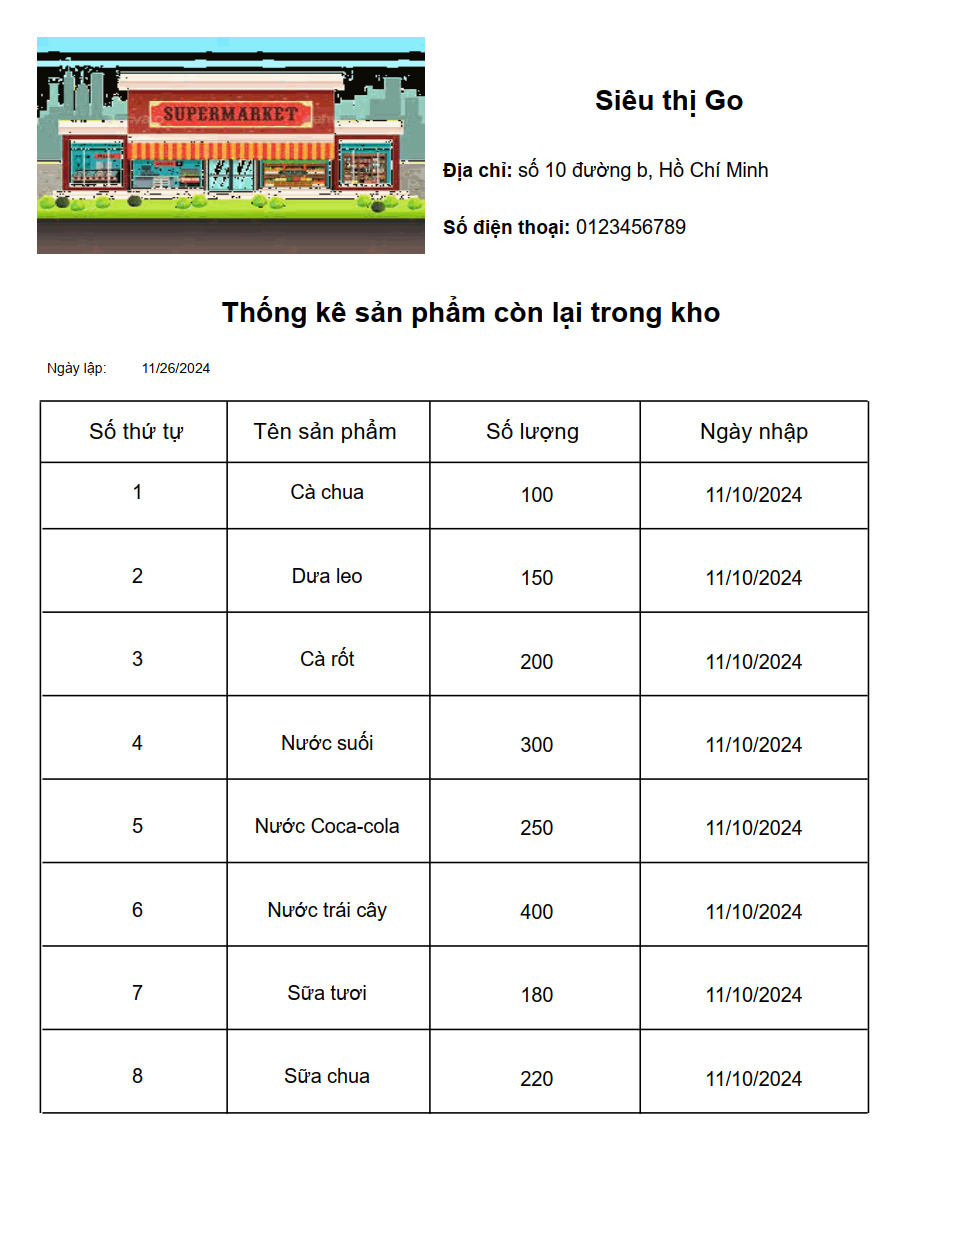 SUPERMARKET
Siêu thị Go
Địa chỉ: số 10 đường b, Hồ Chí Minh
Số điện thoại: 0123456789
Thống kê sản phẩm còn lại trong kho
Ngày lập: 11/26/2024
Số thứ tự Tên sản phẩm Số lượng Ngày nhập
1 Cà chua 100 11/10/2024
2 Dưa leo 150 11/10/2024
3 Cà rốt 200 11/10/2024
4 Nước suối 300 11/10/2024
5 Nước Coca-cola 250 11/10/2024
6 Nước trái cây 400 11/10/2024
7 Sữa tươi 180 11/10/2024
8 Sữa chua 220 11/10/2024